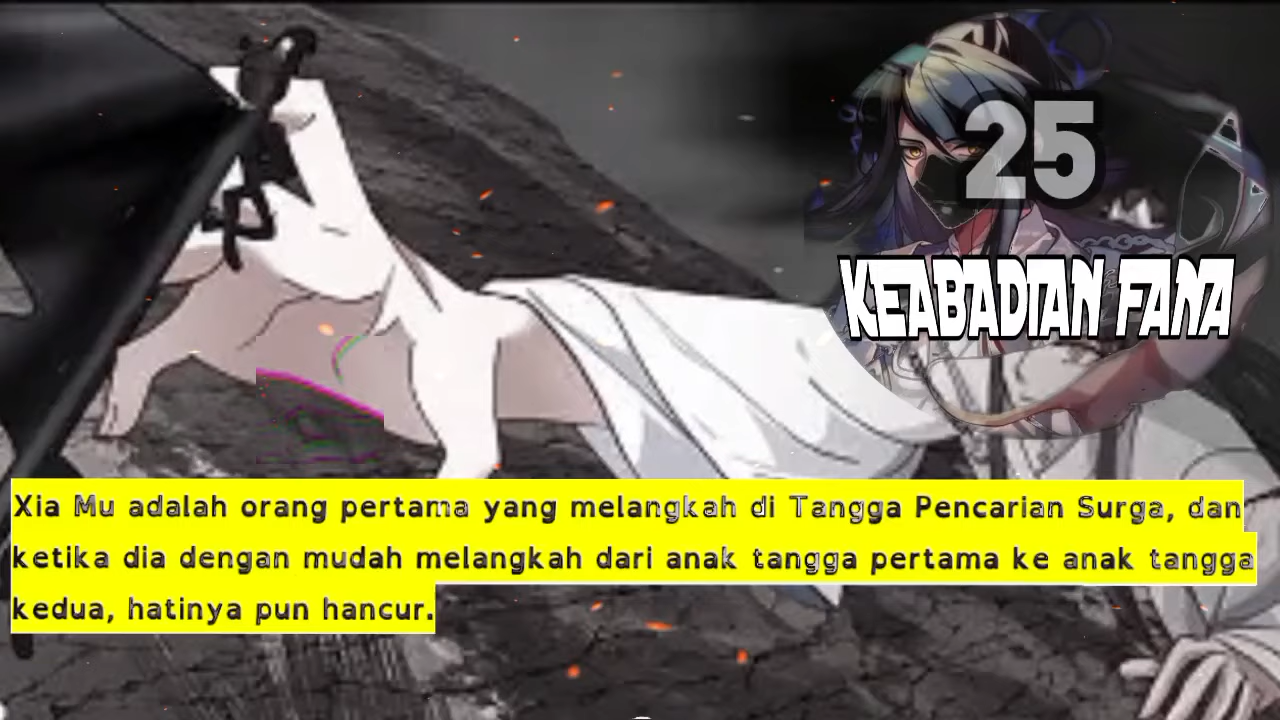 25
KEABADIAN FANA
Xia Mu adalah orang pertama yang melangkah di Tangga Pencarian Surga, dan
ketika dia dengan mudah melangkah dari anak tangga pertama ke anak tangga
kedua, hatinya pun hancur.